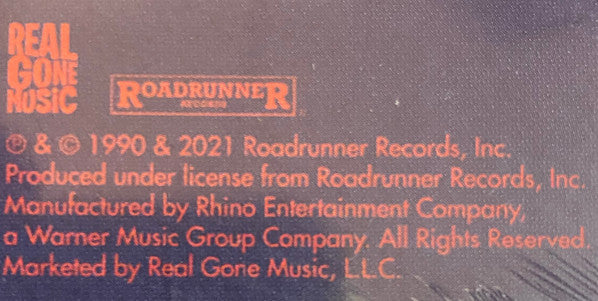 REAL
GONE
MUSIC
ROADRUNNER
RECORDS
℗ & © 1990 & 2021 Roadrunner Records, Inc.
Produced under license from Roadrunner Records, Inc.
Manufactured by Rhino Entertainment Company,
a Warner Music Group Company. All Rights Reserved.
Marketed by Real Gone Music, L.L.C.